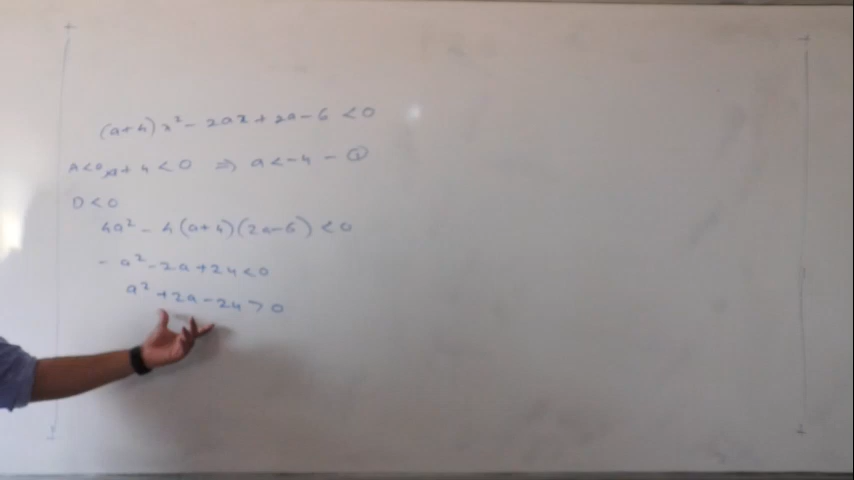 (a+4)x² - 2ax + 2a - 6 < 0
A<0, a+4 < 0 ⇒ a < -4 - ①
D < 0
4a² - 4(a+4)(2a-6) < 0
- a² - 2a + 24 < 0
a² + 2a - 24 > 0